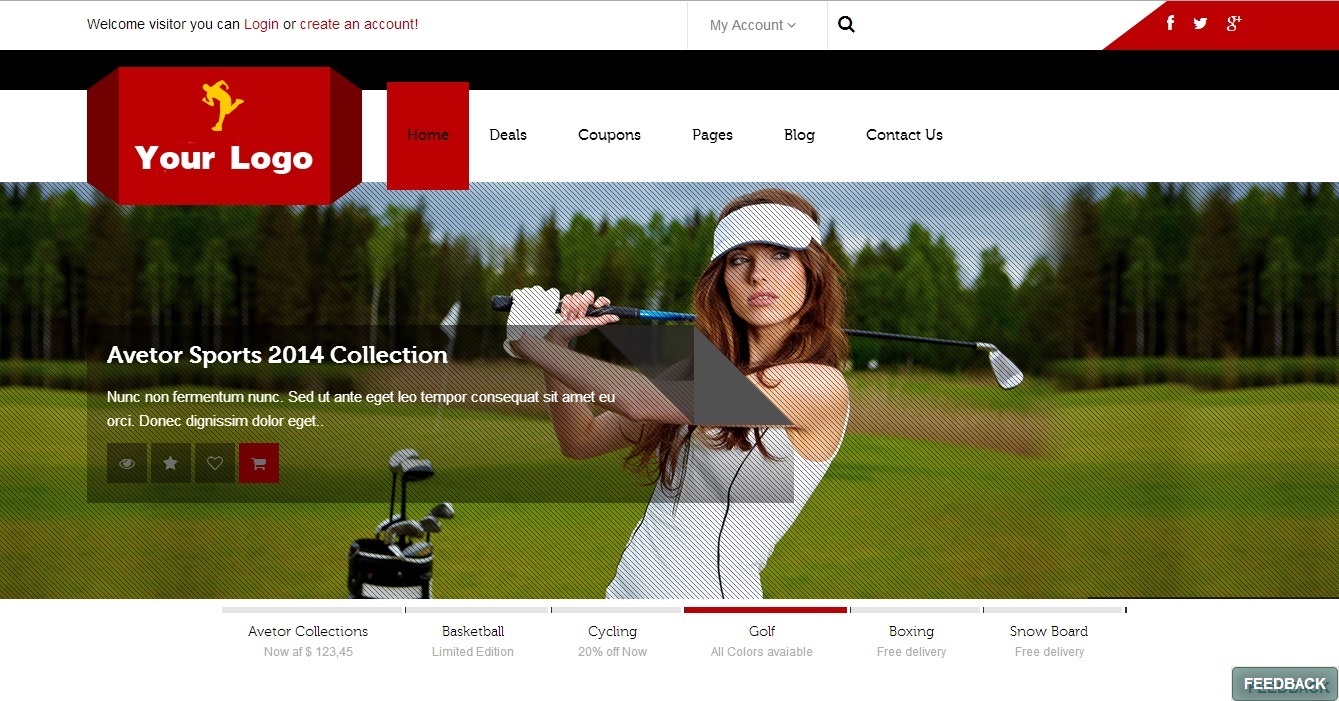 Welcome visitor you can Login or create an account!
My Account
Your Logo
Home
Deals
Coupons
Pages
Blog
Contact Us
Avetor Sports 2014 Collection
Nunc non fermentum nunc. Sed ut ante eget leo tempor consequat sit amet eu
orci. Donec dignissim dolor eget..
Avetor Collections
Now af $ 123,45
Basketball
Limited Edition
Cycling
20% off Now
Golf
All Colors avaiable
Boxing
Free delivery
Snow Board
Free delivery
FEEDBACK